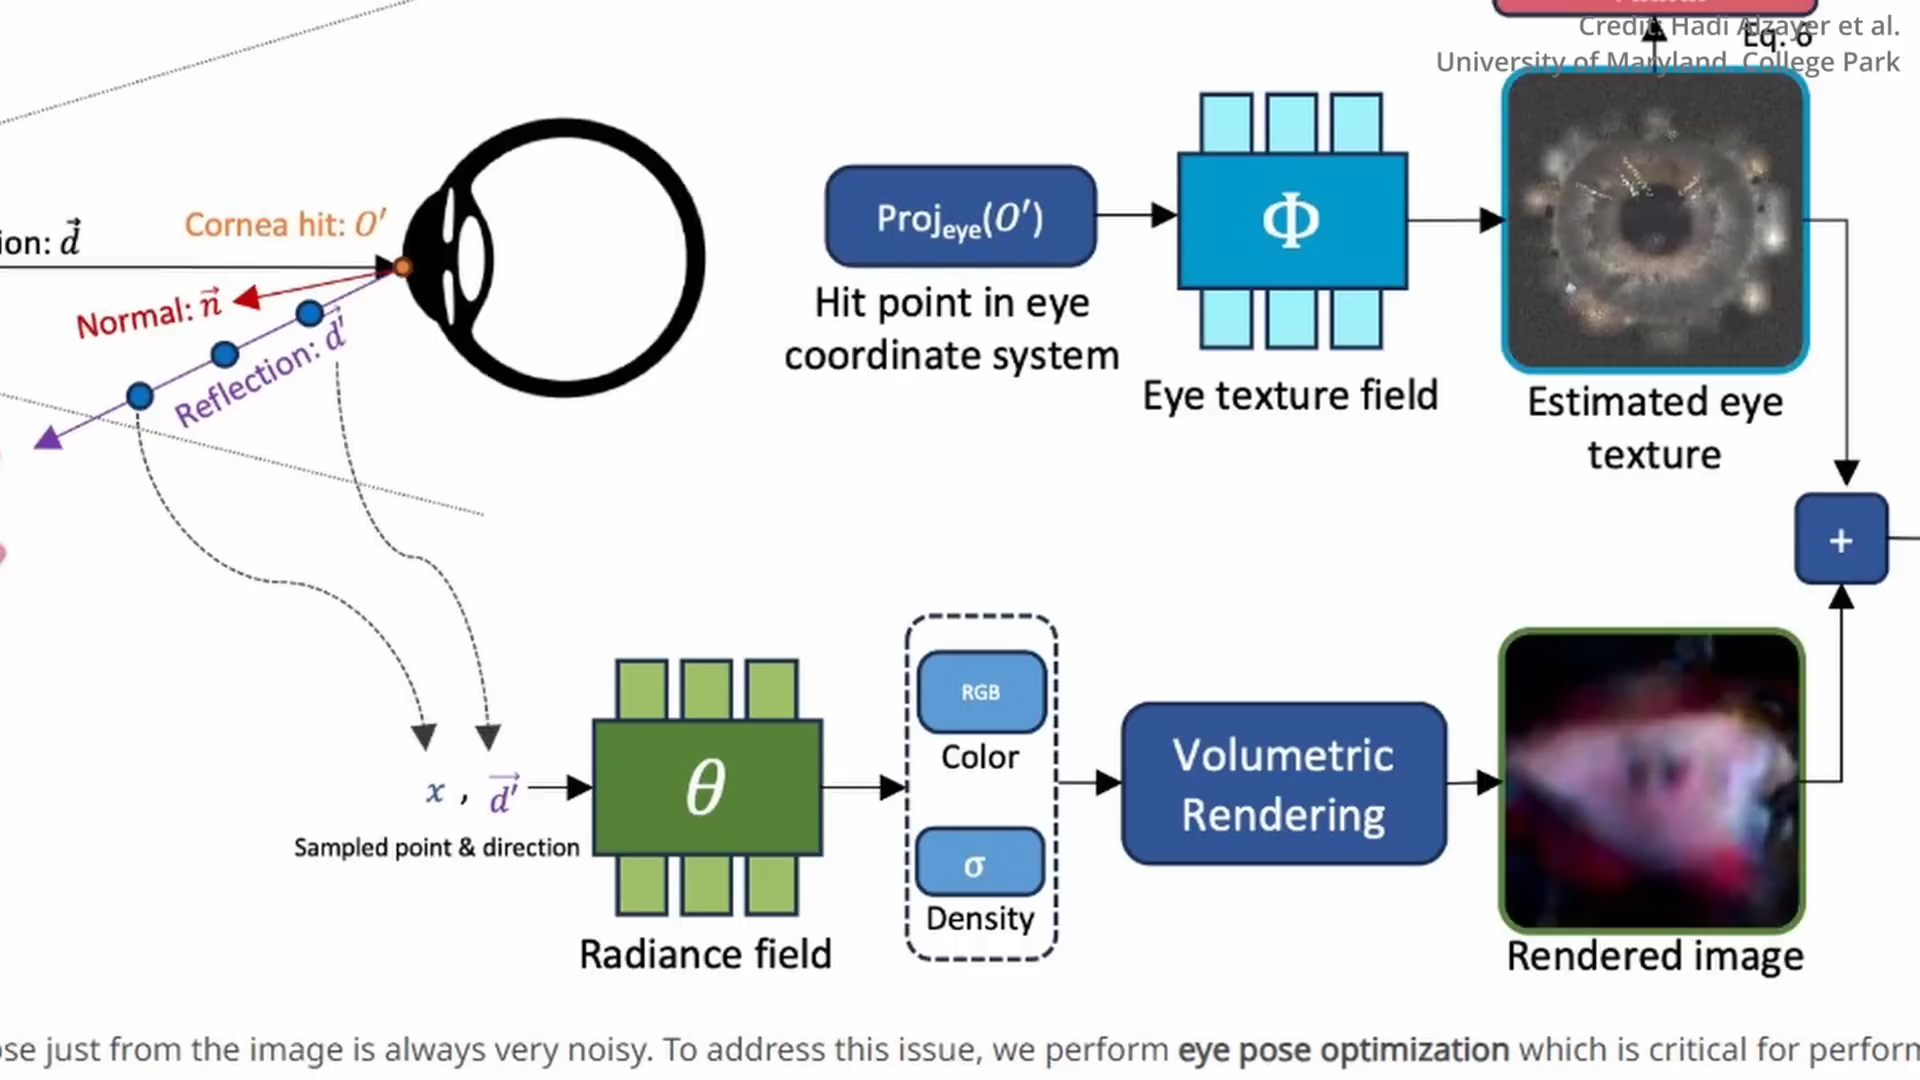 Credit: Hadi Alzayer et al.
Eq. 6
University of Maryland, College Park
ion: d⃗
Cornea hit: O′
Normal: n⃗
Reflection: d⃗′
Proj_eye(O′)
Hit point in eye
coordinate system
Φ
Eye texture field
Estimated eye
texture
+
x , d⃗′
Sampled point & direction
θ
Radiance field
RGB
Color
σ
Density
Volumetric
Rendering
Rendered image
ose just from the image is always very noisy. To address this issue, we perform eye pose optimization which is critical for perform